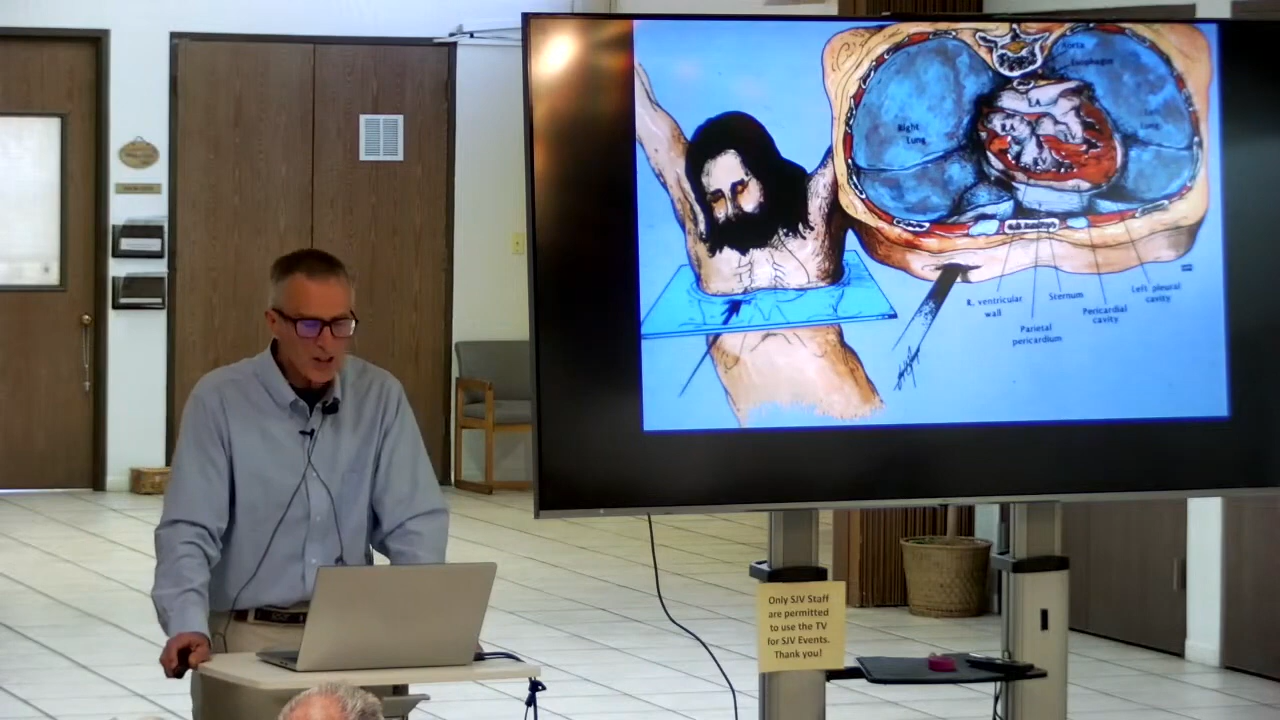 Aorta
Esophagus
Right
Lung
Lung
LA
R. ventricular
wall
Sternum
Parietal
pericardium
Pericardial
cavity
Left pleural
cavity
Only SJV Staff
are permitted
to use the TV
for SJV Events.
Thank you!